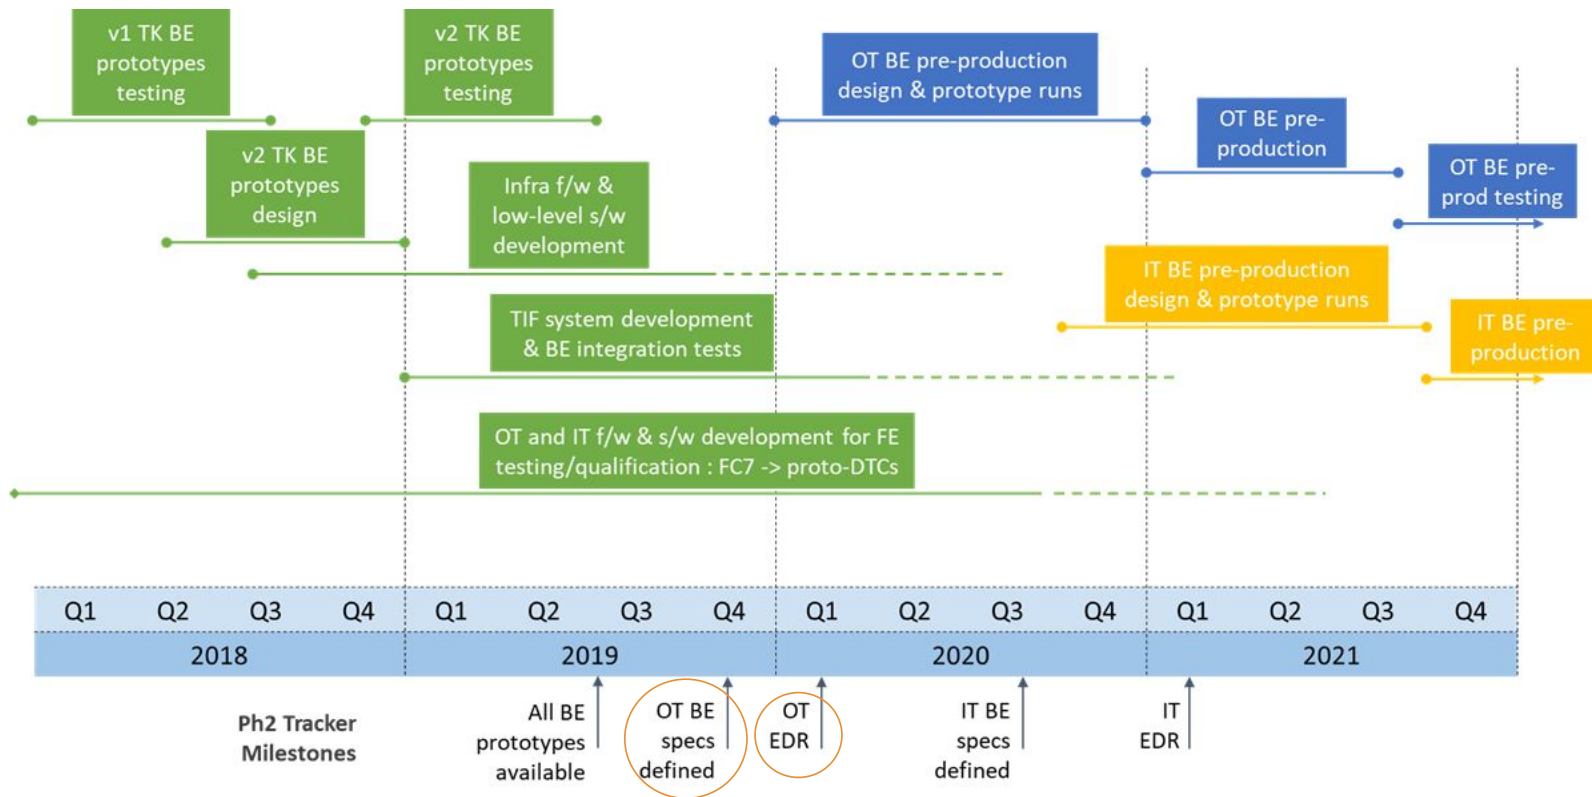 v1 TK BE
prototypes
testing
v2 TK BE
prototypes
testing
OT BE pre-production
design & prototype runs
OT BE pre-
production
v2 TK BE
prototypes
design
Infra f/w &
low-level s/w
development
OT BE pre-
prod testing
IT BE pre-production
design & prototype runs
TIF system development
& BE integration tests
IT BE pre-
production
OT and IT f/w & s/w development for FE
testing/qualification : FC7 -> proto-DTCs
Q1 Q2 Q3 Q4 Q1 Q2 Q3 Q4 Q1 Q2 Q3 Q4 Q1 Q2 Q3 Q4
2018 2019 2020 2021
Ph2 Tracker
Milestones
All BE
prototypes
available
OT BE
specs
defined
OT
EDR
IT BE
specs
defined
IT
EDR